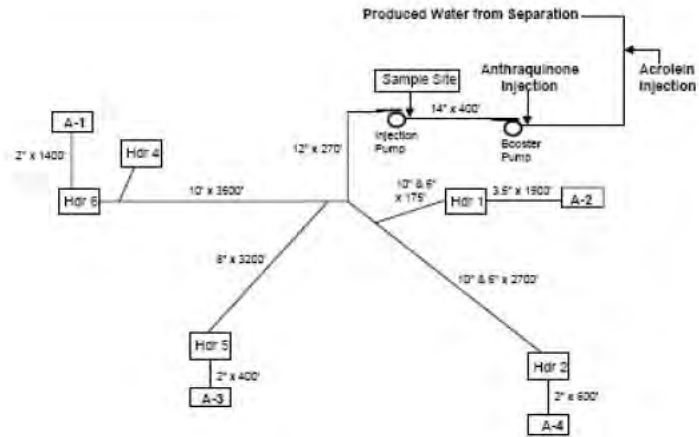 Produced Water from Separation
Sample Site
Anthraquinone
Injection
Acrolein
Injection
14" x 400'
Injection
Pump
Booster
Pump
A-1
2" x 1400'
Hdr 4
12" x 270'
Hdr 6
10" x 3600'
10" & 6"
x 175'
Hdr 1
3.5" x 1900'
A-2
6" x 3200'
10" & 6" x 2700'
Hdr 5
2" x 400'
A-3
Hdr 2
2" x 600'
A-4